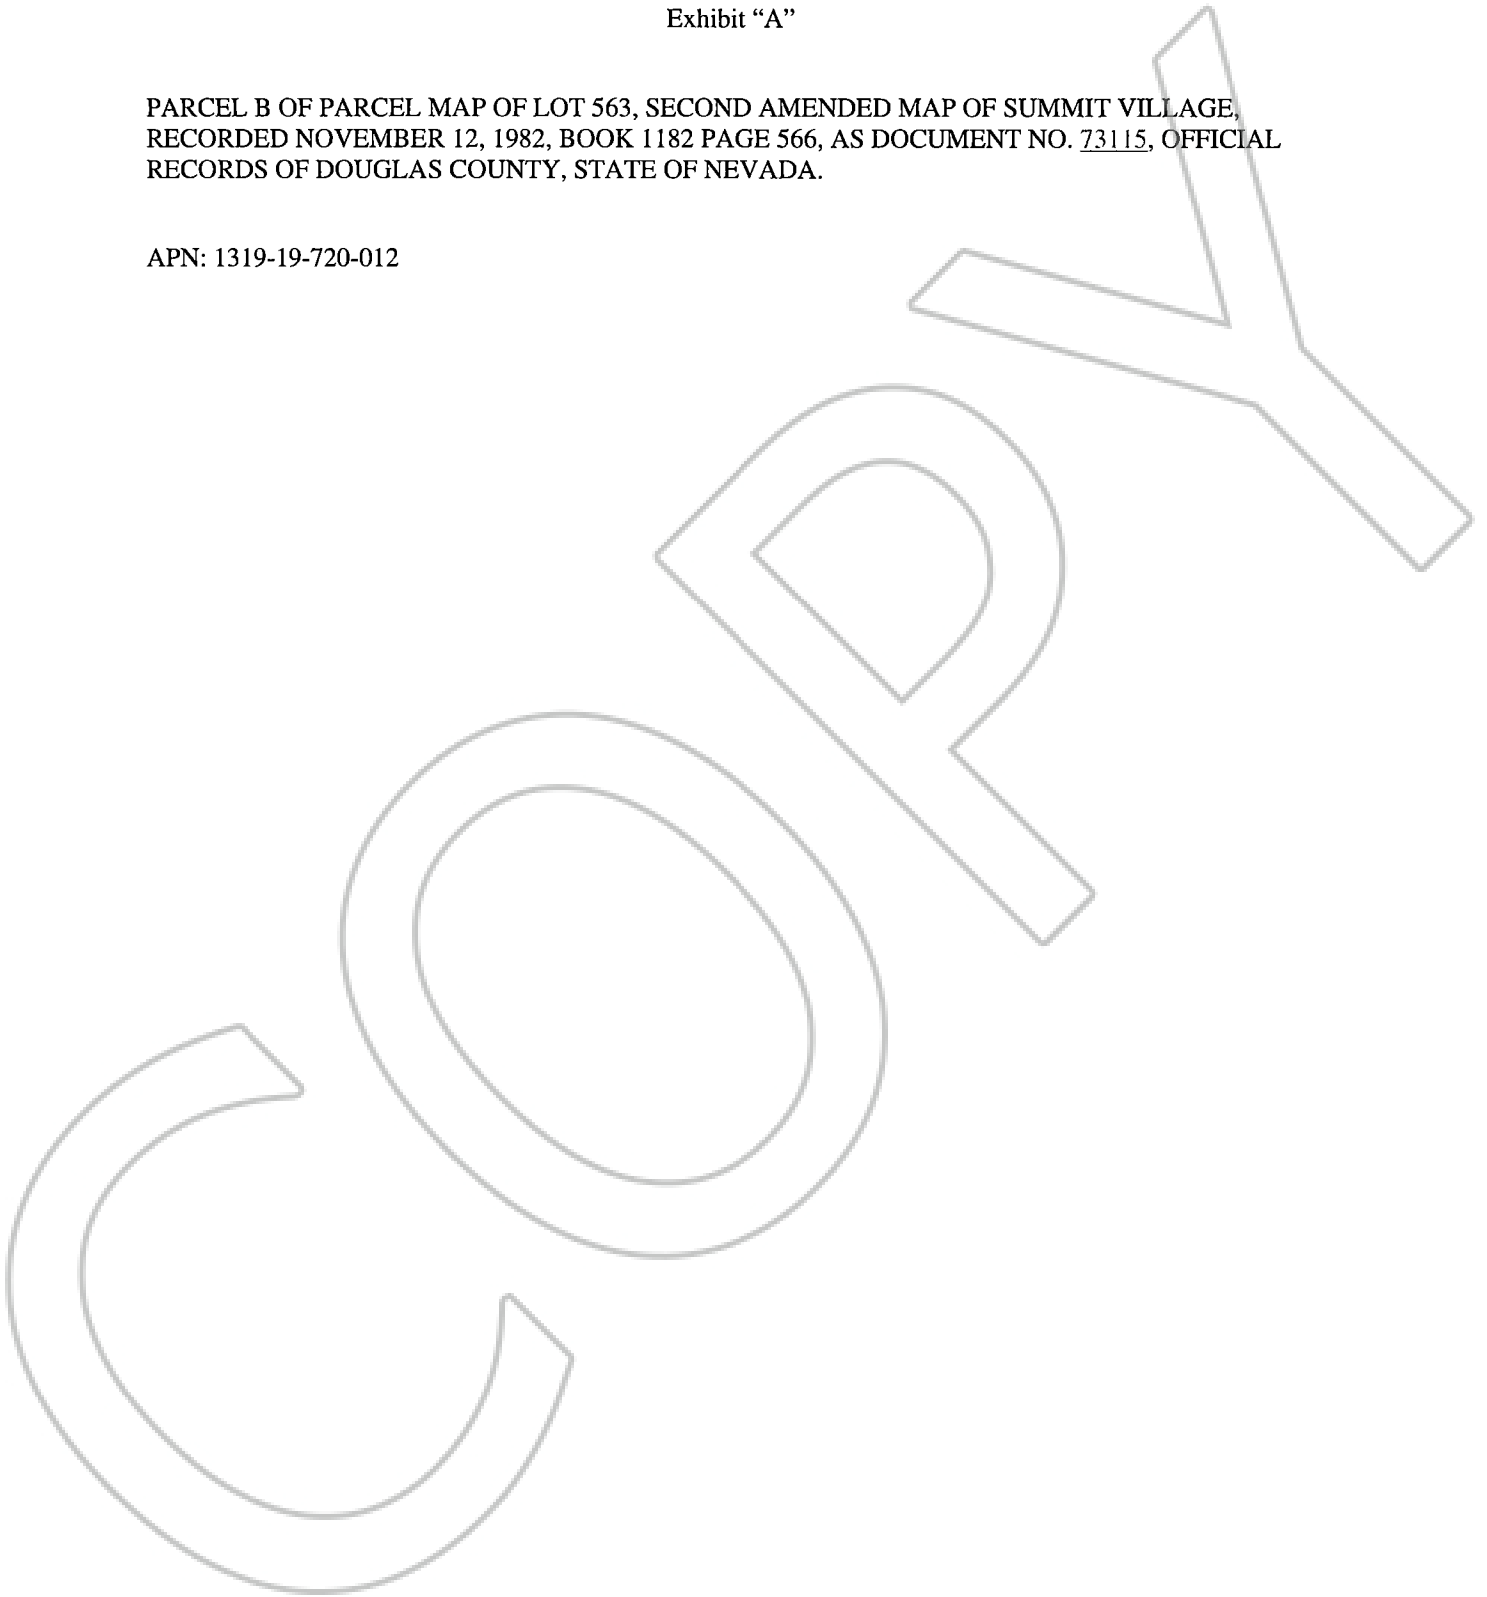 Exhibit “A”
PARCEL B OF PARCEL MAP OF LOT 563, SECOND AMENDED MAP OF SUMMIT VILLAGE,
RECORDED NOVEMBER 12, 1982, BOOK 1182 PAGE 566, AS DOCUMENT NO. 73115, OFFICIAL
RECORDS OF DOUGLAS COUNTY, STATE OF NEVADA.
APN: 1319-19-720-012
COPY